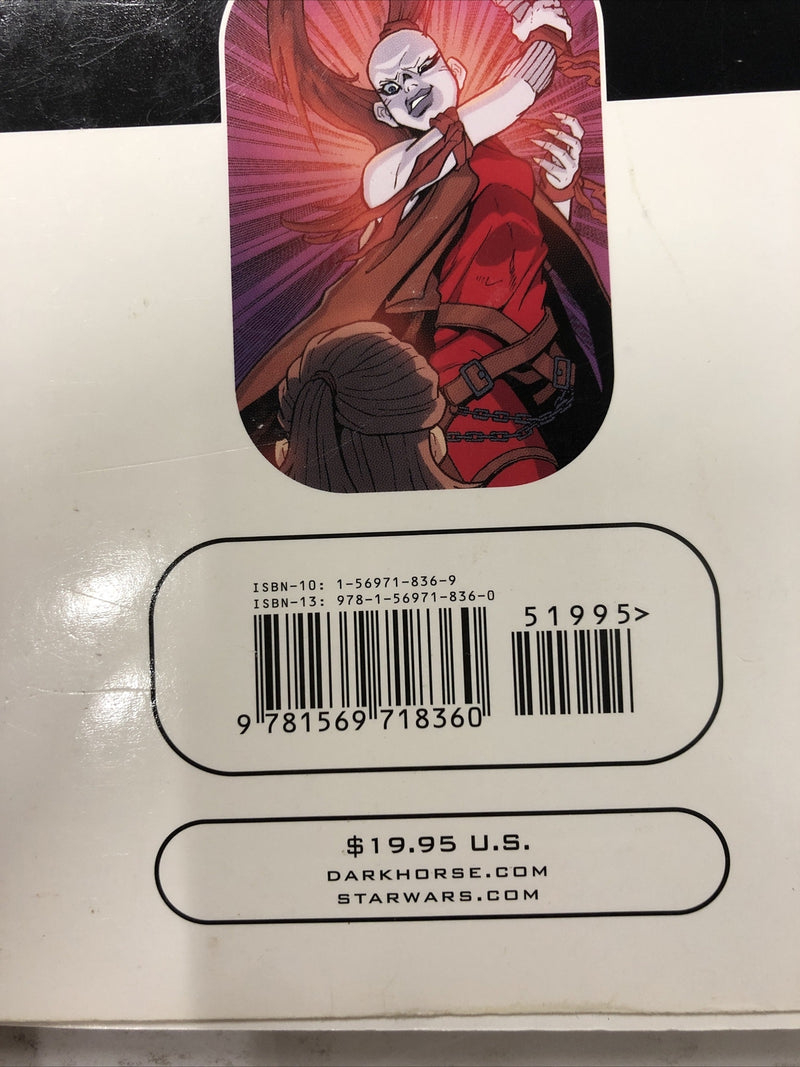 ISBN-10: 1-56971-836-9
ISBN-13: 978-1-56971-836-0
51995>
9 781569 718360
$19.95 U.S.
DARKHORSE.COM
STARWARS.COM